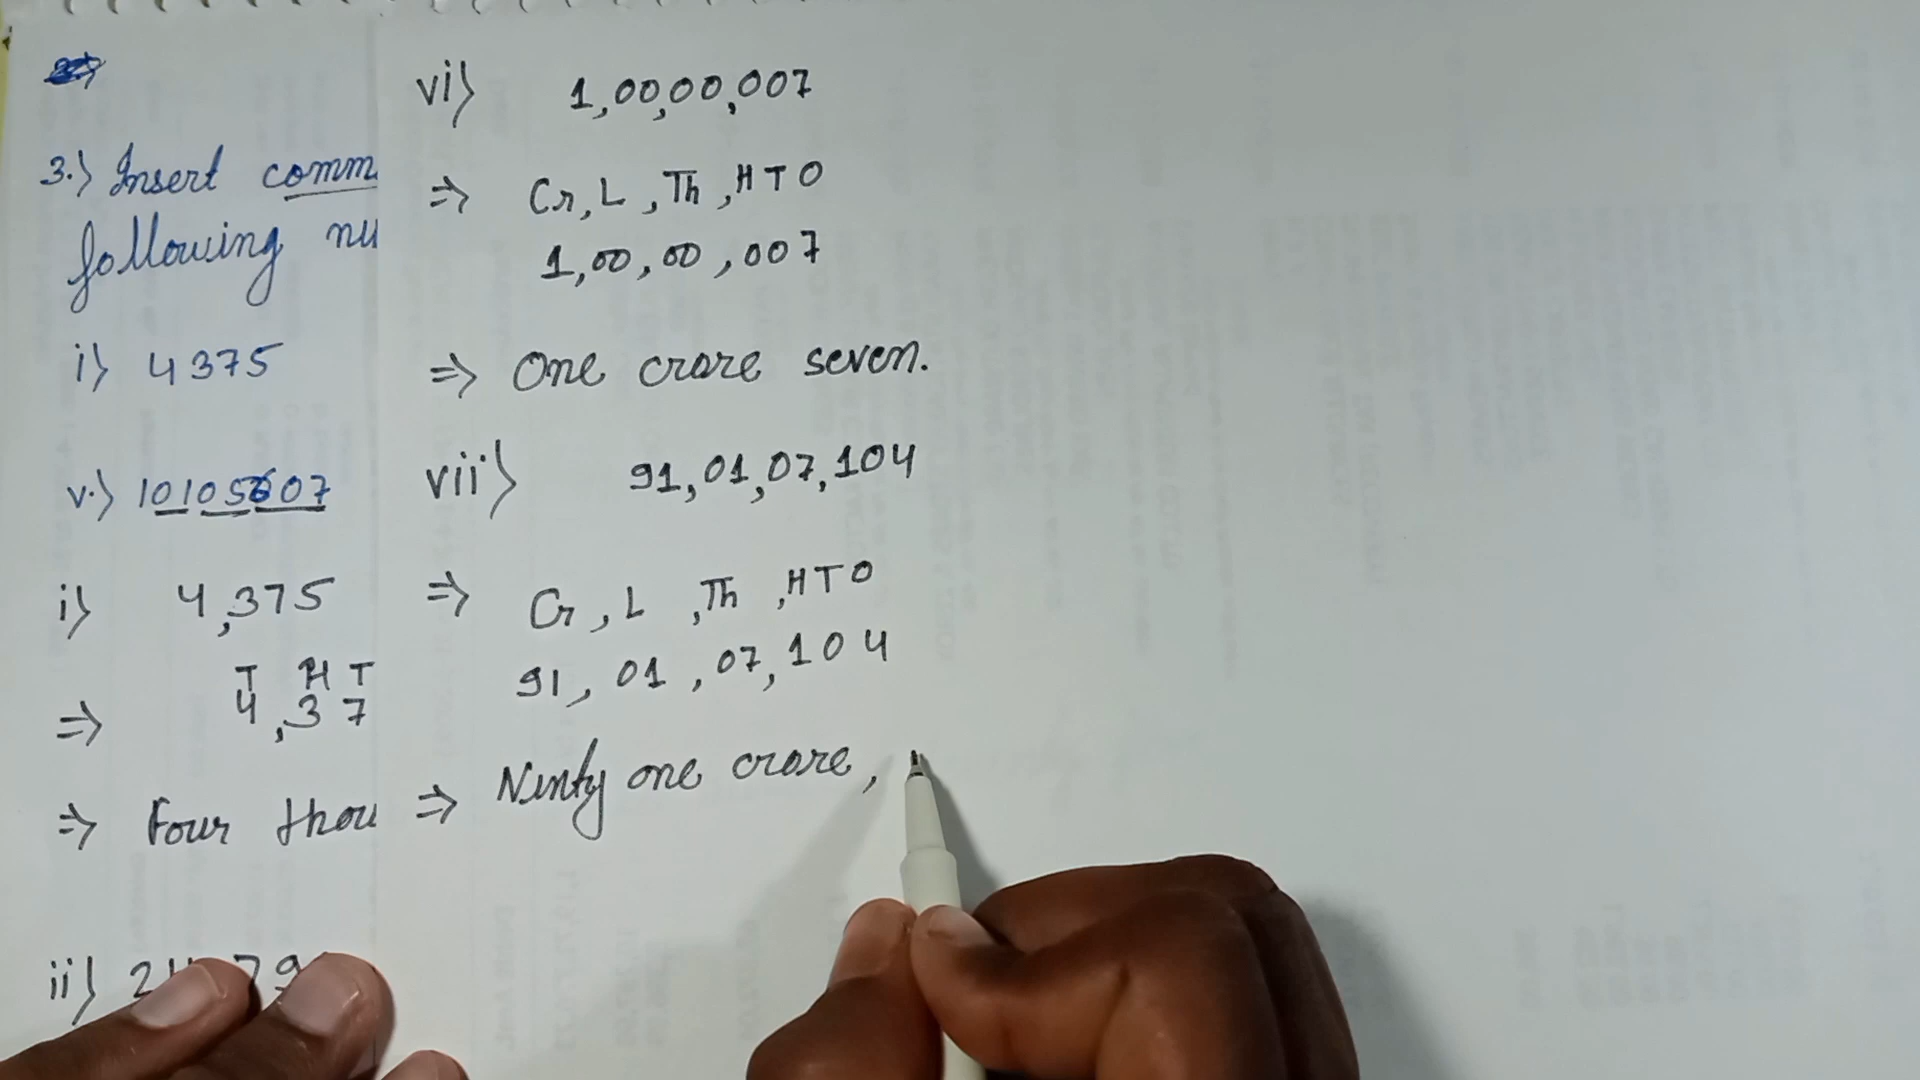 3.) Insert comm
following nu
i) 4375
v.) 10105607
i) 4,375
T H T
⇒ 4,37
⇒ Four thou
ii) 2
vi) 1,00,00,007
⇒ Cr, L, Th, H T O
1,00,00,007
⇒ One crore seven.
vii) 91,01,07,104
⇒ Cr, L, Th, H T O
91, 01, 07, 104
⇒ Ninty one crore,